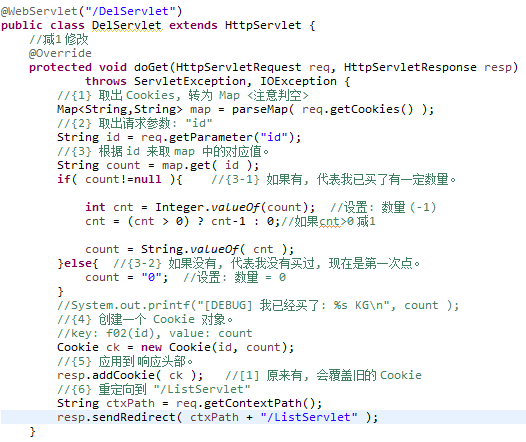 @WebServlet("/DelServlet")
public class DelServlet extends HttpServlet {
    //减1 修改
    @Override
    protected void doGet(HttpServletRequest req, HttpServletResponse resp)
            throws ServletException, IOException {
        //{1} 取出 Cookies, 转为 Map <注意判空>
        Map<String,String> map = parseMap( req.getCookies() );
        //{2} 取出请求参数: "id"
        String id = req.getParameter("id");
        //{3} 根据 id 来取 map 中的对应值。
        String count = map.get( id );
        if( count!=null ){    //{3-1} 如果有, 代表我已买了有一定数量。

            int cnt = Integer.valueOf(count);  //设置: 数量 (-1)
            cnt = (cnt > 0) ? cnt-1 : 0;//如果cnt>0 减1

            count = String.valueOf( cnt );
        }else{  //{3-2} 如果没有, 代表我没有买过, 现在是第一次点。
            count = "0";  //设置: 数量 = 0
        }
        //System.out.printf("[DEBUG] 我已经买了: %s KG\n", count );
        //{4} 创建一个 Cookie 对象。
        //key: f02(id), value: count
        Cookie ck = new Cookie(id, count);
        //{5} 应用到 响应头部。
        resp.addCookie( ck );   //[1] 原来有, 会覆盖旧的 Cookie
        //{6} 重定向到 "/ListServlet"
        String ctxPath = req.getContextPath();
        resp.sendRedirect( ctxPath + "/ListServlet" );
    }